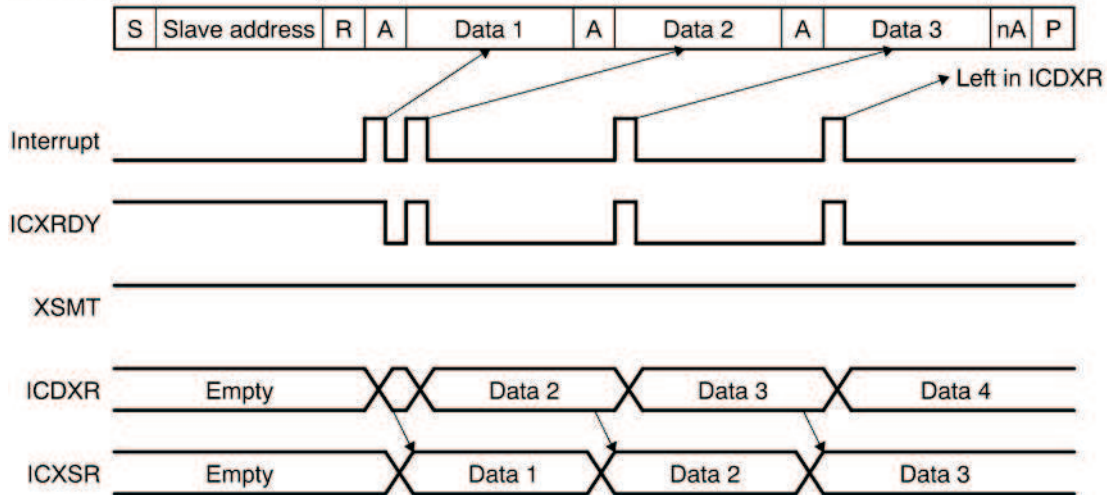 S Slave address R A Data 1 A Data 2 A Data 3 nA P
Left in ICDXR
Interrupt
ICXRDY
XSMT
ICDXR Empty Data 2 Data 3 Data 4
ICXSR Empty Data 1 Data 2 Data 3